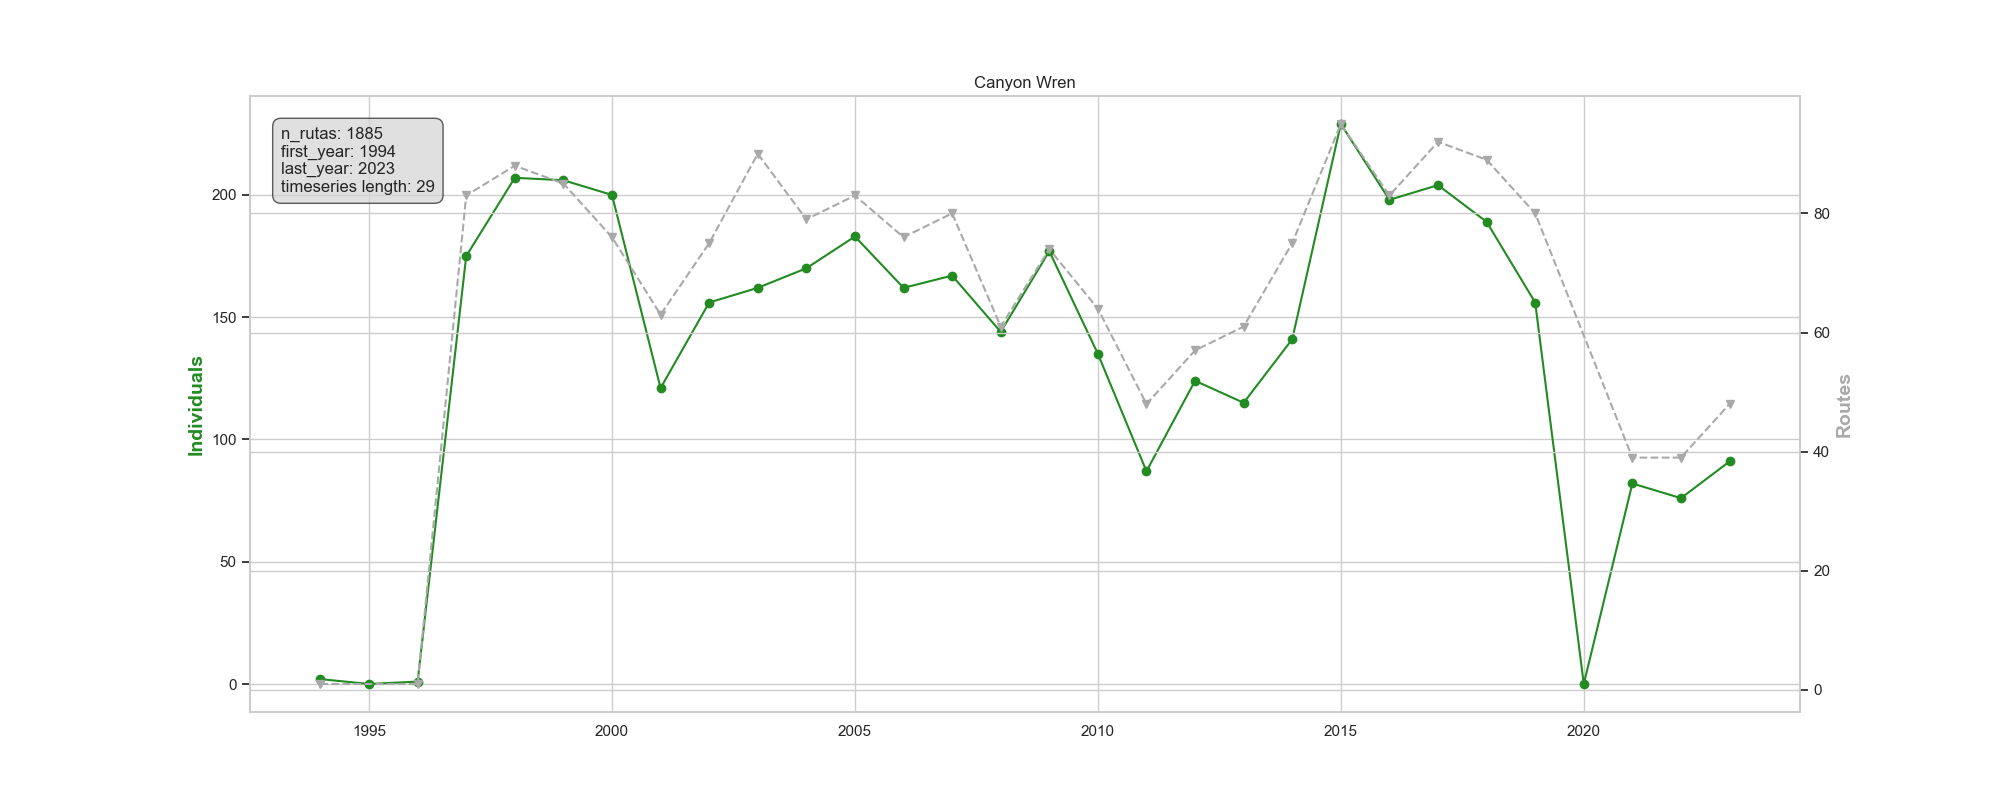 Canyon Wren
n_rutas: 1885
first_year: 1994
last_year: 2023
timeseries length: 29
Individuals
200
150
100
50
0
80
60
40
20
0
Routes
1995
2000
2005
2010
2015
2020